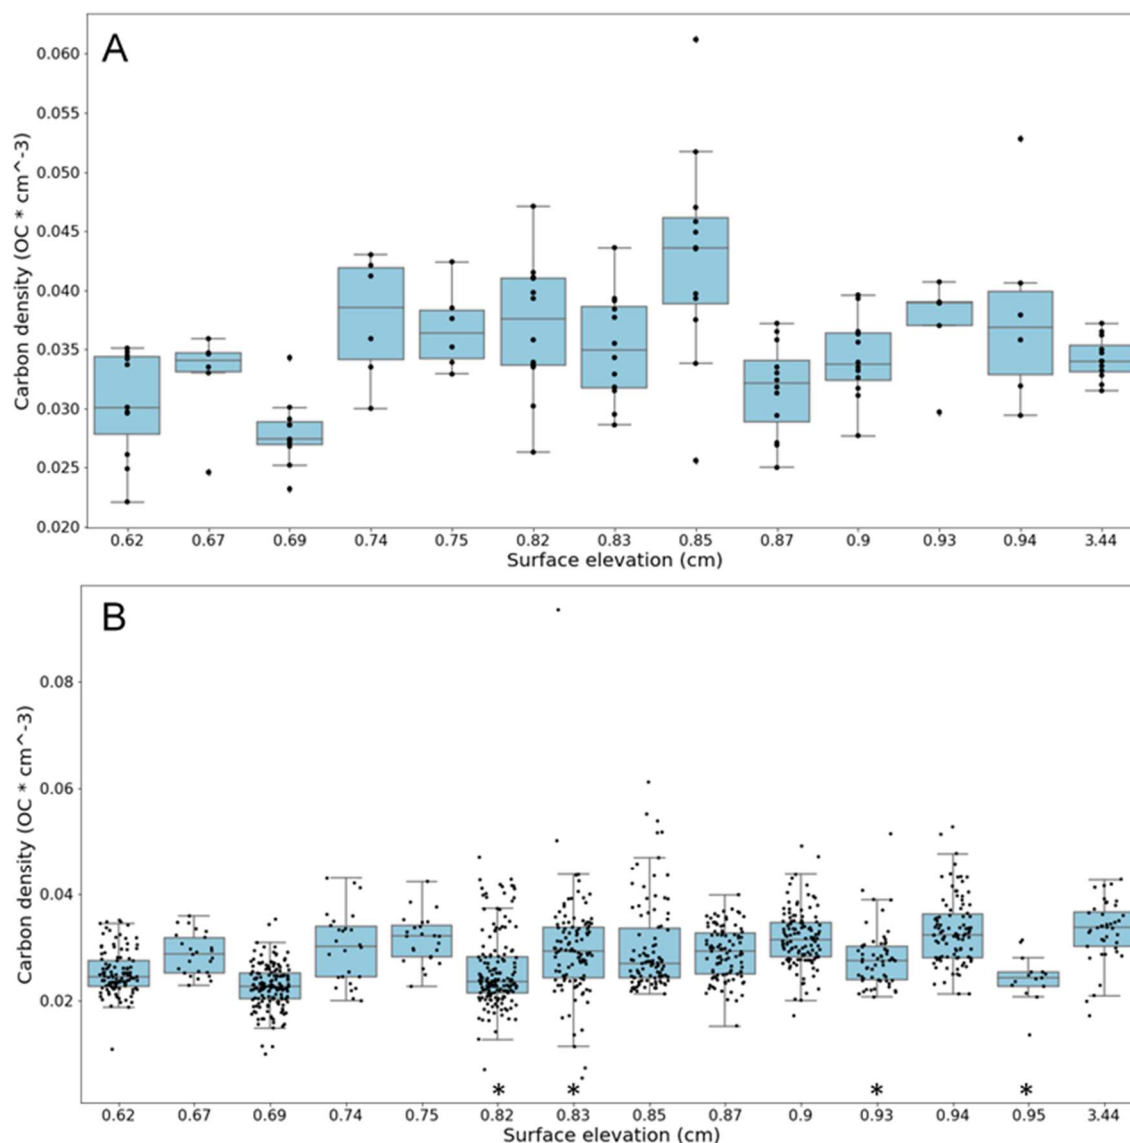 A
0.060
0.055
0.050
0.045
0.040
0.035
0.030
0.025
0.020
Carbon density (OC * cm^-3)
0.62 0.67 0.69 0.74 0.75 0.82 0.83 0.85 0.87 0.9 0.93 0.94 3.44
Surface elevation (cm)
B
0.08
0.06
0.04
0.02
Carbon density (OC * cm^-3)
* * * *
0.62 0.67 0.69 0.74 0.75 0.82 0.83 0.85 0.87 0.9 0.93 0.94 0.95 3.44
Surface elevation (cm)